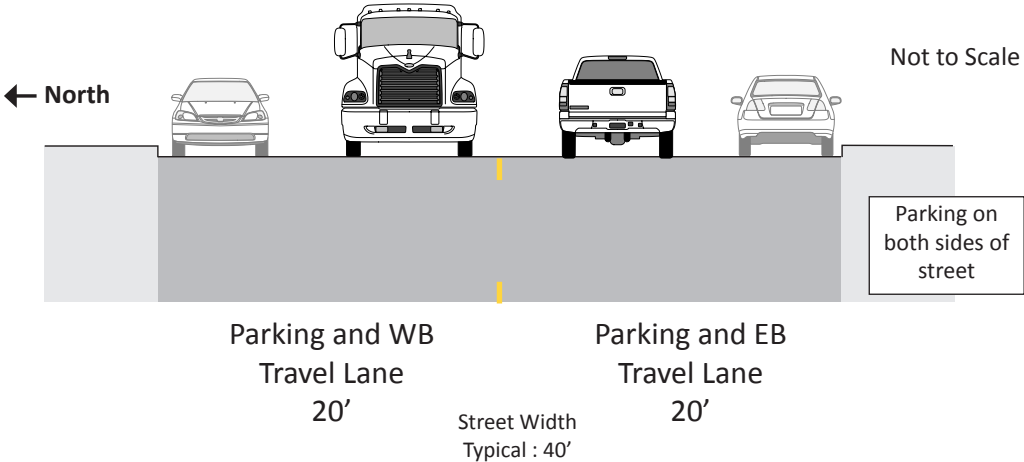 Not to Scale
North
Parking on
both sides of
street
Parking and WB
Travel Lane
20’
Parking and EB
Travel Lane
20’
Street Width
Typical : 40’